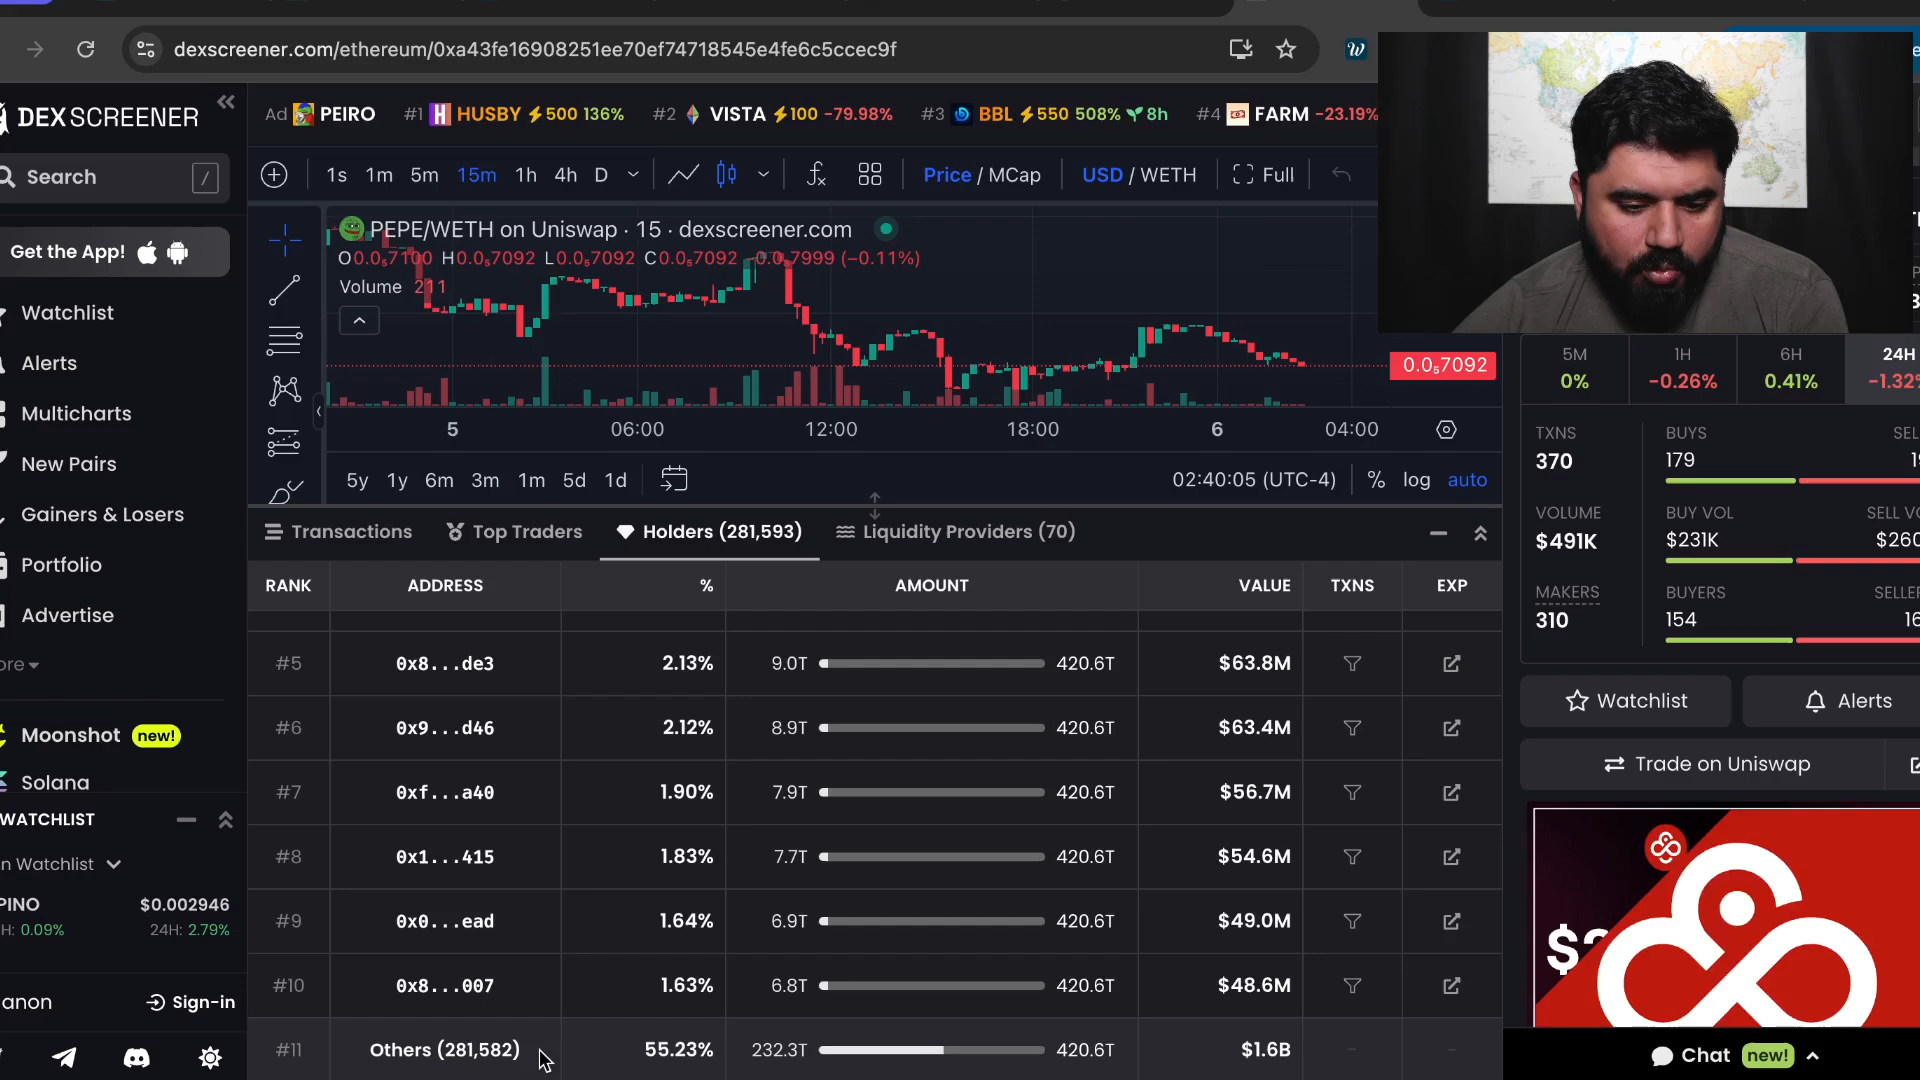 dexscreener.com/ethereum/0xa43fe16908251ee70ef74718545e4fe6c5ccec9f
DEXSCREENER
Ad PEIRO #1 HUSBY 500 136% #2 VISTA 100 -79.98% #3 BBL 550 508% 8h #4 FARM -23.19%
Search /
1s 1m 5m 15m 1h 4h D Price / MCap USD / WETH Full
Get the App!
PEPE/WETH on Uniswap · 15 · dexscreener.com
O0.0₅7100 H0.0₅7092 L0.0₅7092 C0.0₅7092 -0.0₈7999 (−0.11%)
Volume 211
Watchlist
Alerts
Multicharts
New Pairs
Gainers & Losers
Portfolio
Advertise
ore
Moonshot new!
Solana
WATCHLIST
n Watchlist
PINO $0.002946
H: 0.09% 24H: 2.79%
anon Sign-in
0.0₅7092
5 06:00 12:00 18:00 6 04:00
5y 1y 6m 3m 1m 5d 1d 02:40:05 (UTC-4) % log auto
Transactions Top Traders Holders (281,593) Liquidity Providers (70)
RANK ADDRESS % AMOUNT VALUE TXNS EXP
#5 0x8...de3 2.13% 9.0T 420.6T $63.8M
#6 0x9...d46 2.12% 8.9T 420.6T $63.4M
#7 0xf...a40 1.90% 7.9T 420.6T $56.7M
#8 0x1...415 1.83% 7.7T 420.6T $54.6M
#9 0x0...ead 1.64% 6.9T 420.6T $49.0M
#10 0x8...007 1.63% 6.8T 420.6T $48.6M
#11 Others (281,582) 55.23% 232.3T 420.6T $1.6B - -
5M 1H 6H 24H
0% -0.26% 0.41% -1.32%
TXNS BUYS SEL
370 179
VOLUME BUY VOL SELL VO
$491K $231K $260
MAKERS BUYERS SELLER
310 154 16
Watchlist Alerts
Trade on Uniswap
Chat new!